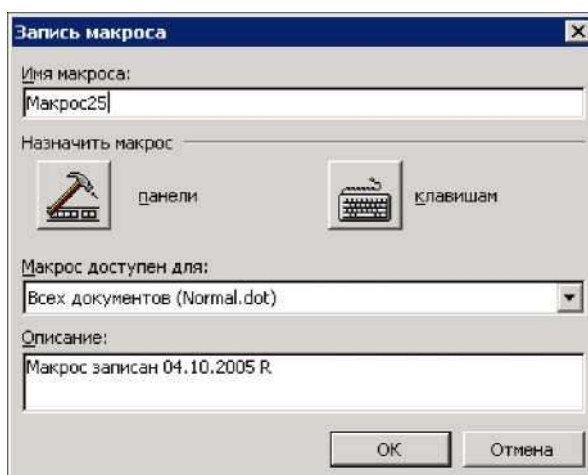 Запись макроса
Имя макроса:
Макрос25
Назначить макрос
панели
клавишам
Макрос доступен для:
Всех документов (Normal.dot)
Описание:
Макрос записан 04.10.2005 R
ОК
Отмена